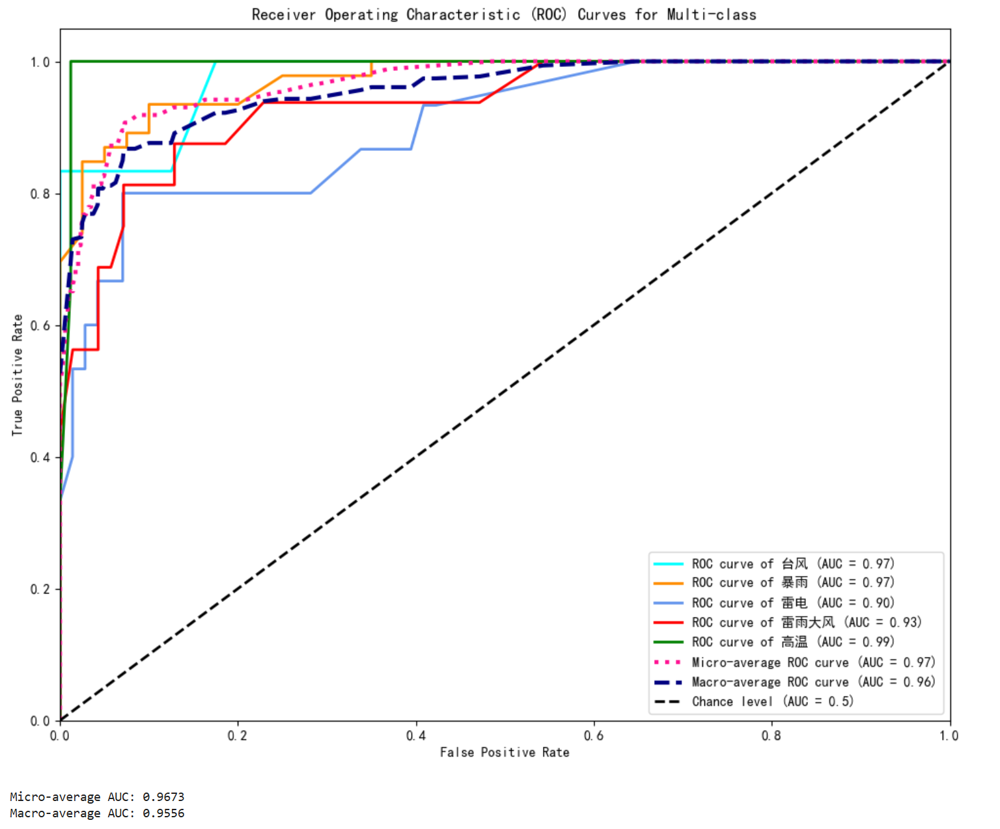 Receiver Operating Characteristic (ROC) Curves for Multi-class
1.0
0.8
0.6
0.4
0.2
0.0
True Positive Rate
0.0 0.2 0.4 0.6 0.8 1.0
False Positive Rate
ROC curve of 台风 (AUC = 0.97)
ROC curve of 暴雨 (AUC = 0.97)
ROC curve of 雷电 (AUC = 0.90)
ROC curve of 雷雨大风 (AUC = 0.93)
ROC curve of 高温 (AUC = 0.99)
Micro-average ROC curve (AUC = 0.97)
Macro-average ROC curve (AUC = 0.96)
Chance level (AUC = 0.5)
Micro-average AUC: 0.9673
Macro-average AUC: 0.9556